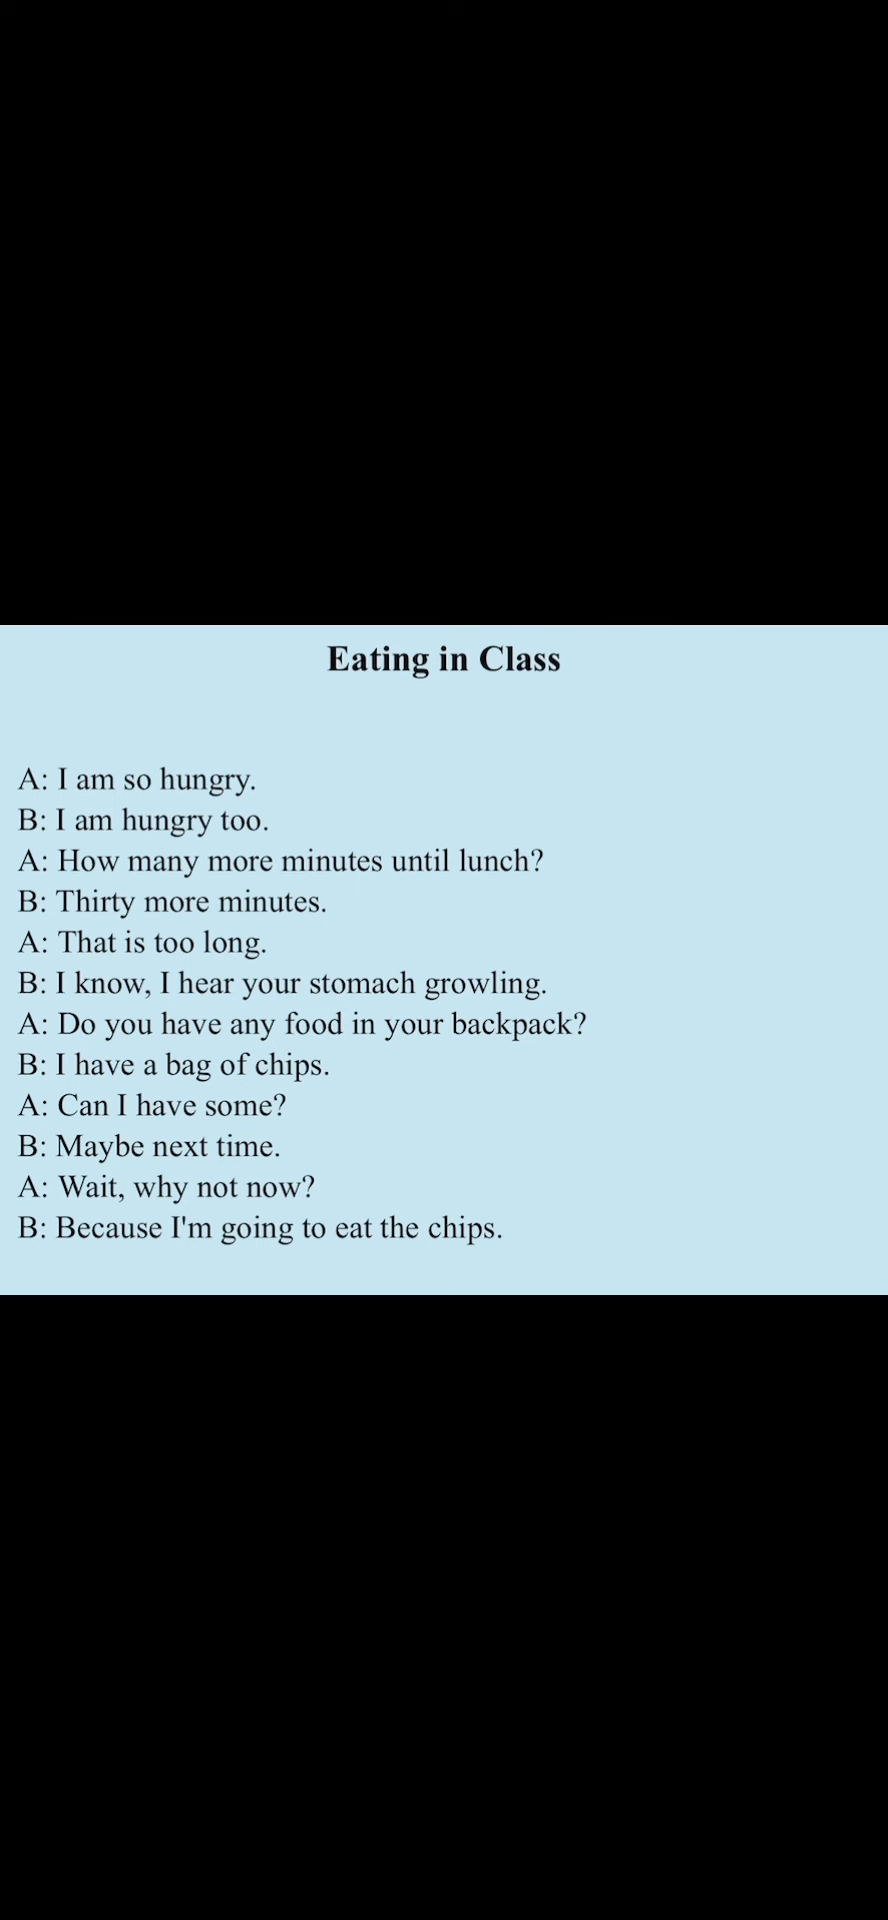 Eating in Class
A: I am so hungry.
B: I am hungry too.
A: How many more minutes until lunch?
B: Thirty more minutes.
A: That is too long.
B: I know, I hear your stomach growling.
A: Do you have any food in your backpack?
B: I have a bag of chips.
A: Can I have some?
B: Maybe next time.
A: Wait, why not now?
B: Because I'm going to eat the chips.